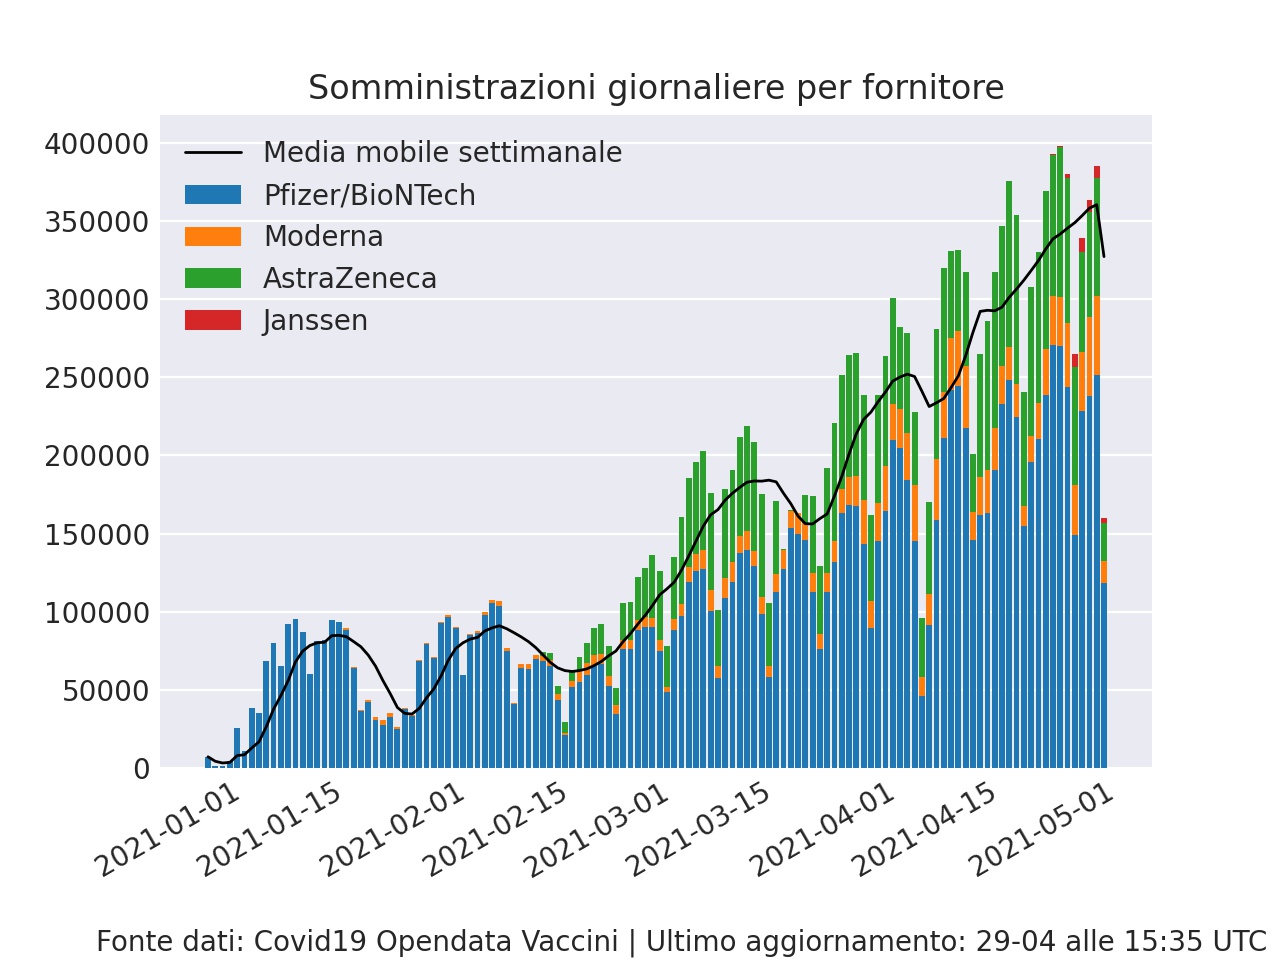 Somministrazioni giornaliere per fornitore
400000
350000
300000
250000
200000
150000
100000
50000
0
Media mobile settimanale
Pfizer/BioNTech
Moderna
AstraZeneca
Janssen
2021-01-01
2021-01-15
2021-02-01
2021-02-15
2021-03-01
2021-03-15
2021-04-01
2021-04-15
2021-05-01
Fonte dati: Covid19 Opendata Vaccini | Ultimo aggiornamento: 29-04 alle 15:35 UTC